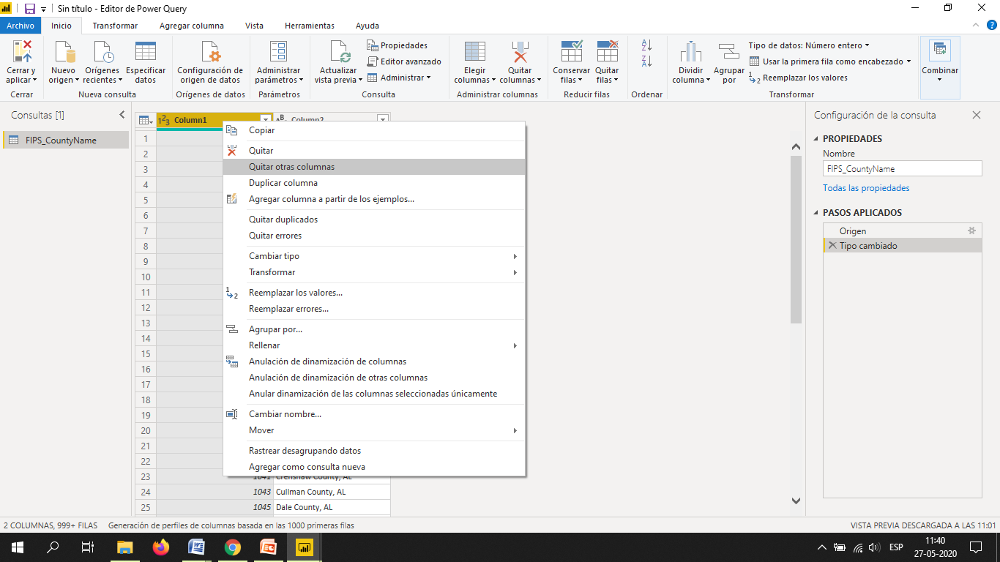 Sin título - Editor de Power Query
Archivo Inicio Transformar Agregar columna Vista Herramientas Ayuda
Cerrar y aplicar
Nuevo origen
Orígenes recientes
Especificar datos
Configuración de origen de datos
Administrar parámetros
Actualizar vista previa
Propiedades
Editor avanzado
Administrar
Elegir columnas
Quitar columnas
Conservar filas
Quitar filas
Dividir columna
Agrupar por
Tipo de datos: Número entero
Usar la primera fila como encabezado
Reemplazar los valores
Combinar
Cerrar
Nueva consulta
Orígenes de datos
Parámetros
Consulta
Administrar columnas
Reducir filas
Ordenar
Transformar
Consultas [1]
FIPS_CountyName
Column1
Column2
1
2
3
4
5
6
7
8
9
10
11
12
13
14
15
16
17
18
19
20
21
22
23 1041 Crenshaw County, AL
24 1043 Cullman County, AL
25 1045 Dale County, AL
Copiar
Quitar
Quitar otras columnas
Duplicar columna
Agregar columna a partir de los ejemplos...
Quitar duplicados
Quitar errores
Cambiar tipo
Transformar
Reemplazar los valores...
Reemplazar errores...
Agrupar por...
Rellenar
Anulación de dinamización de columnas
Anulación de dinamización de otras columnas
Anular dinamización de las columnas seleccionadas únicamente
Cambiar nombre...
Mover
Rastrear desagrupando datos
Agregar como consulta nueva
Configuración de la consulta
PROPIEDADES
Nombre
FIPS_CountyName
Todas las propiedades
PASOS APLICADOS
Origen
Tipo cambiado
2 COLUMNAS, 999+ FILAS Generación de perfiles de columnas basada en las 1000 primeras filas
VISTA PREVIA DESCARGADA A LAS 11:01
ESP
11:40
27-05-2020